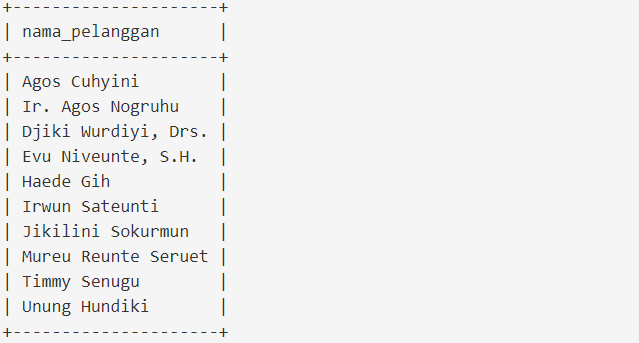 +---------------------+
| nama_pelanggan      |
+---------------------+
| Agos Cuhyini        |
| Ir. Agos Nogruhu    |
| Djiki Wurdiyi, Drs. |
| Evu Niveunte, S.H.  |
| Haede Gih           |
| Irwun Sateunti      |
| Jikilini Sokurmun   |
| Mureu Reunte Seruet |
| Timmy Senugu        |
| Unung Hundiki       |
+---------------------+